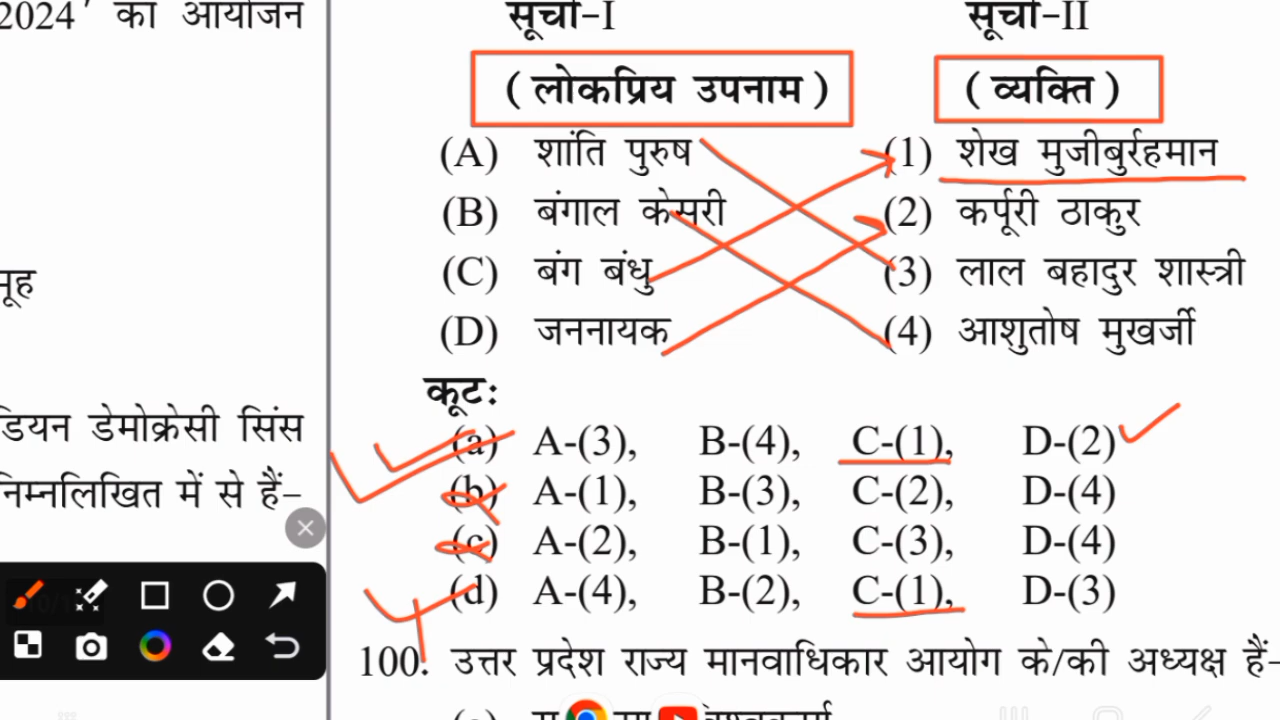 2024' का आयोजन
डियन डेमोक्रेसी सिंस
निम्नलिखित में से हैं–
सूची-I सूची-II
(लोकप्रिय उपनाम) (व्यक्ति)
(A) शांति पुरुष (1) शेख मुजीबुर्रहमान
(B) बंगाल केसरी (2) कर्पूरी ठाकुर
(C) बंग बंधु (3) लाल बहादुर शास्त्री
(D) जननायक (4) आशुतोष मुखर्जी
कूटः
(a) A-(3), B-(4), C-(1), D-(2)
(b) A-(1), B-(3), C-(2), D-(4)
(c) A-(2), B-(1), C-(3), D-(4)
(d) A-(4), B-(2), C-(1), D-(3)
100. उत्तर प्रदेश राज्य मानवाधिकार आयोग के/की अध्यक्ष हैं-